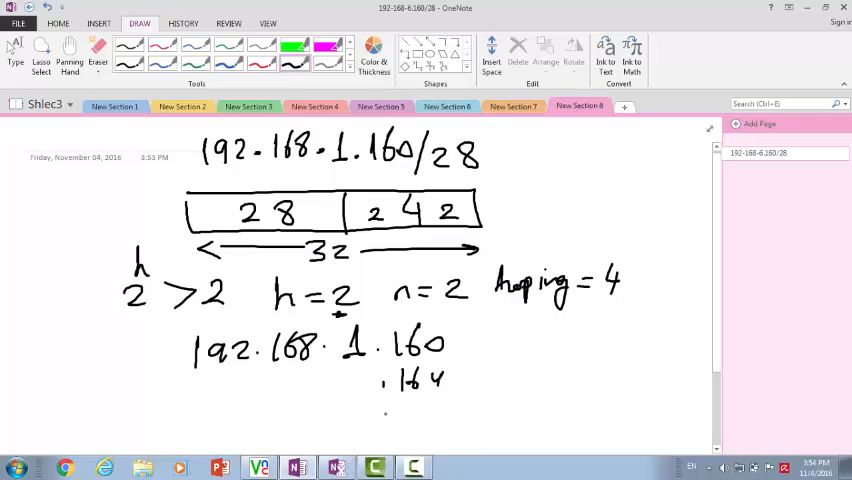 192-168-6.160/28 - OneNote
Sign in
FILE HOME INSERT DRAW HISTORY REVIEW VIEW
Type
Lasso Select
Panning Hand
Eraser
Color & Thickness
Insert Space
Delete
Arrange
Rotate
Ink to Text
Ink to Math
Tools
Shapes
Edit
Convert
Shlec3
New Section 1 New Section 2 New Section 3 New Section 4 New Section 5 New Section 6 New Section 7 New Section 8
Search (Ctrl+E)
Add Page
192-168-6.160/28
Friday, November 04, 2016 3:53 PM
192.168.1.160/28
28 2 4 2
32
2^h > 2 h = 2 n = 2 hoping = 4
192.168.1.160
.164
.
EN
3:54 PM
11/4/2016